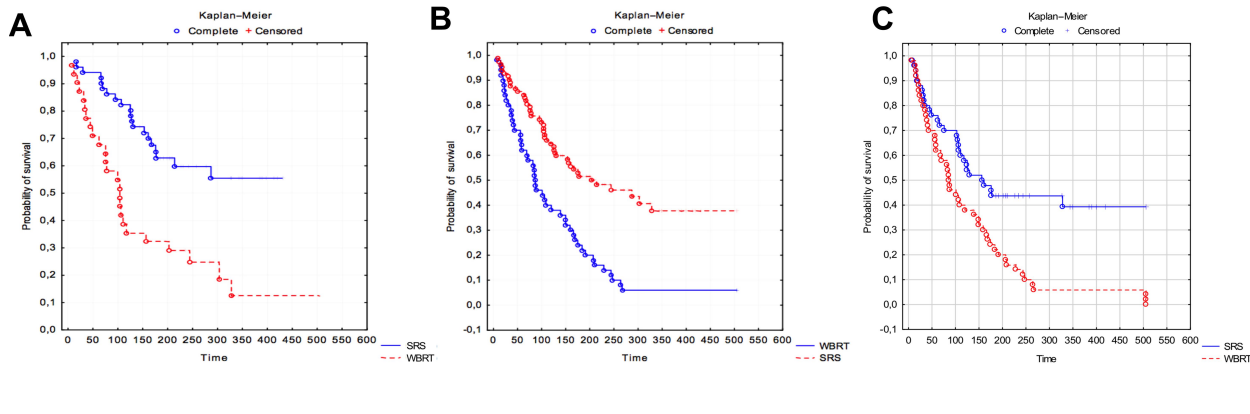 A
Kaplan–Meier
Complete Censored
Probability of survival
1,0
0,9
0,8
0,7
0,6
0,5
0,4
0,3
0,2
0,1
0,0
0 50 100 150 200 250 300 350 400 450 500 550 600
Time
SRS
WBRT
B
Kaplan–Meier
Complete Censored
Probability of survival
1,0
0,9
0,8
0,7
0,6
0,5
0,4
0,3
0,2
0,1
0,0
-0,1
0 50 100 150 200 250 300 350 400 450 500 550 600
Time
WBRT
SRS
C
Kaplan–Meier
Complete Censored
Probability of survival
1,0
0,9
0,8
0,7
0,6
0,5
0,4
0,3
0,2
0,1
0,0
-0,1
0 50 100 150 200 250 300 350 400 450 500 550 600
Time
SRS
WBRT